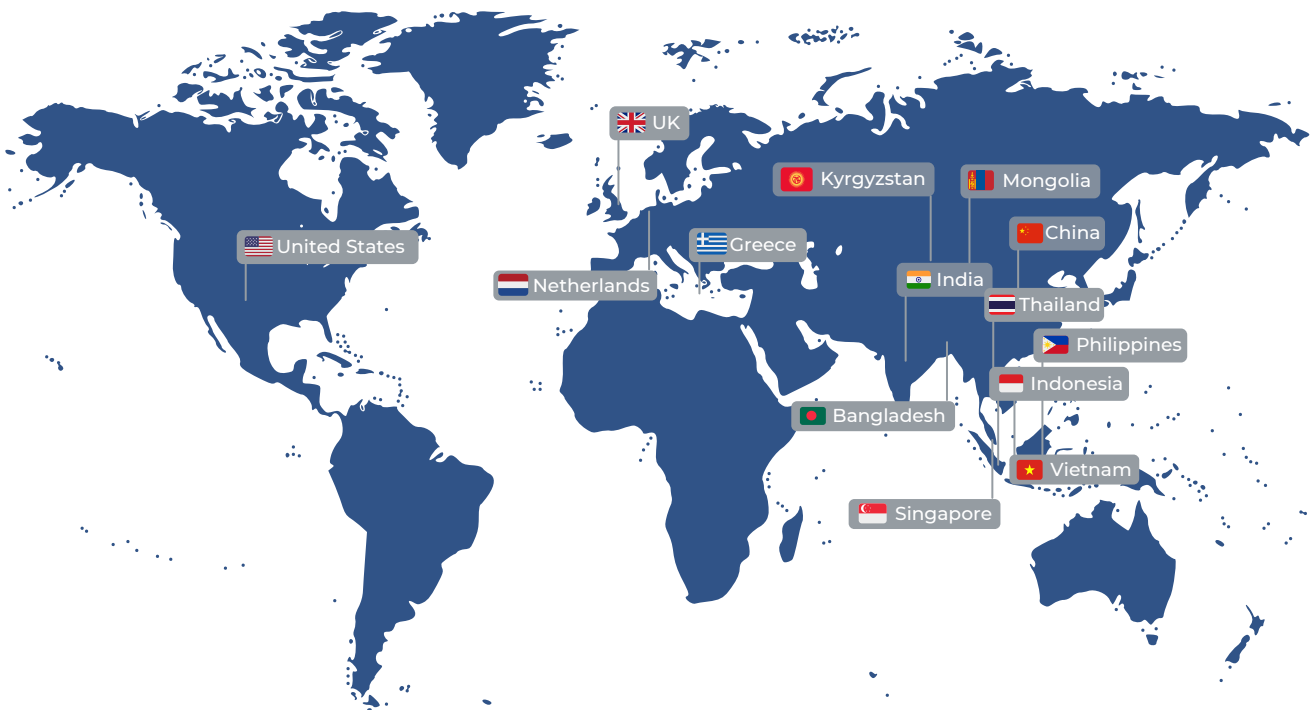 UK
Kyrgyzstan
Mongolia
China
United States
Greece
Netherlands
India
Thailand
Philippines
Indonesia
Bangladesh
Vietnam
Singapore